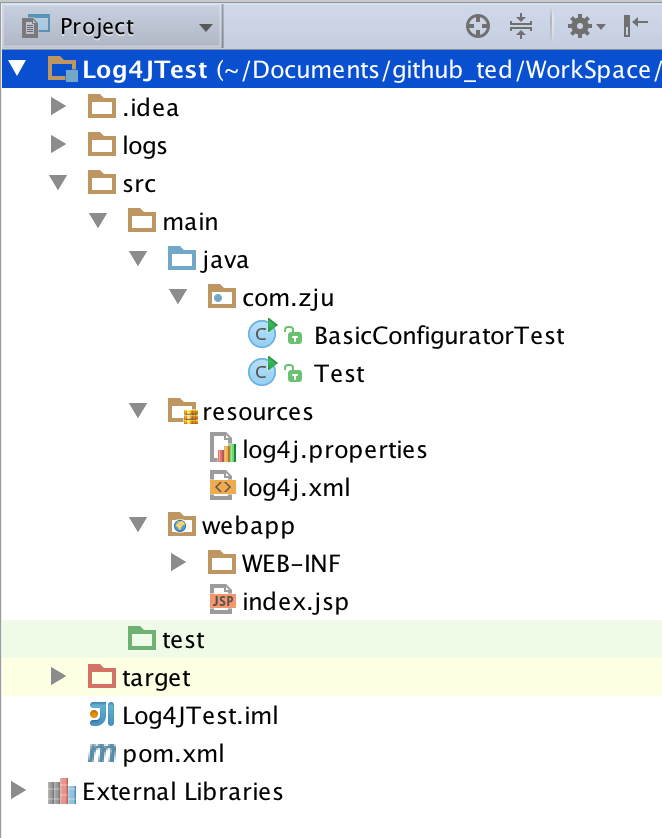 Project
Log4JTest (~/Documents/github_ted/WorkSpace/
.idea
logs
src
main
java
com.zju
BasicConfiguratorTest
Test
resources
log4j.properties
log4j.xml
webapp
WEB-INF
index.jsp
test
target
Log4JTest.iml
pom.xml
External Libraries